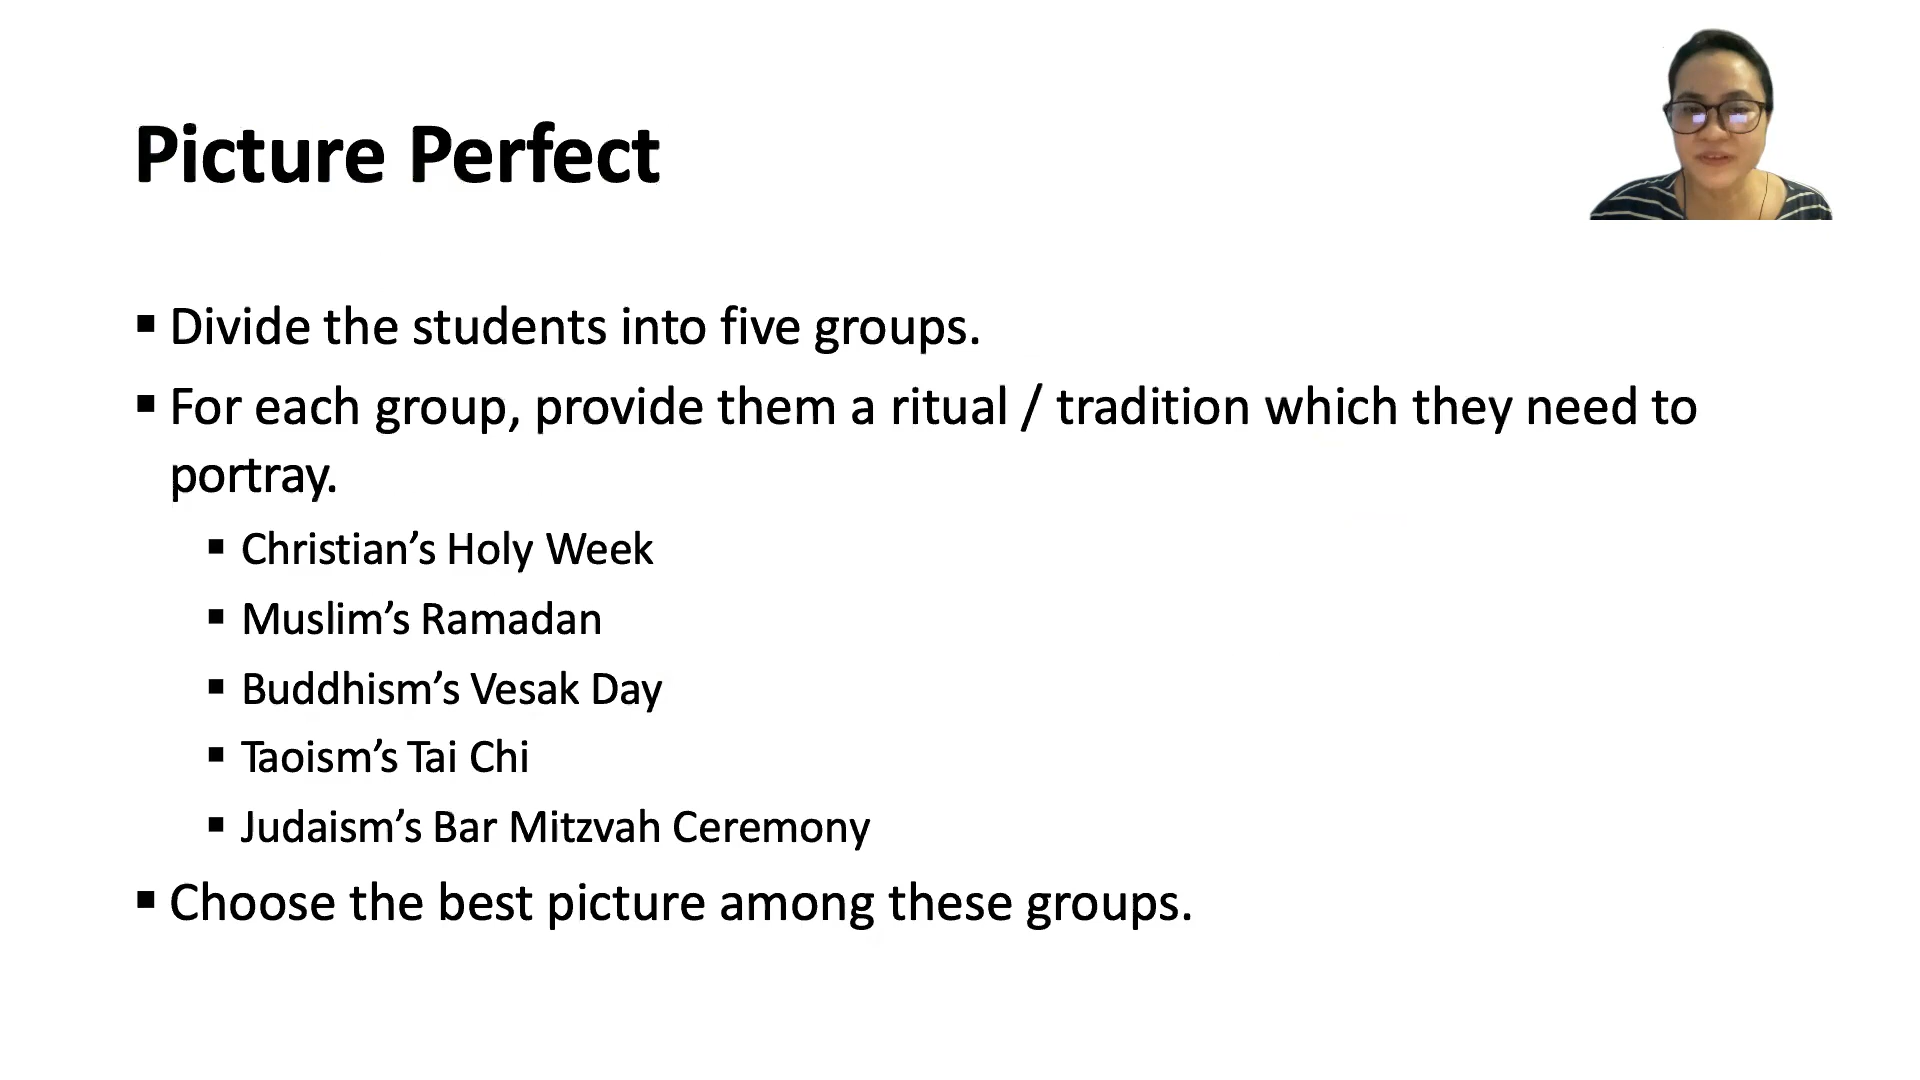 Picture Perfect
▪ Divide the students into five groups.
▪ For each group, provide them a ritual / tradition which they need to
portray.
▪ Christian’s Holy Week
▪ Muslim’s Ramadan
▪ Buddhism’s Vesak Day
▪ Taoism’s Tai Chi
▪ Judaism’s Bar Mitzvah Ceremony
▪ Choose the best picture among these groups.